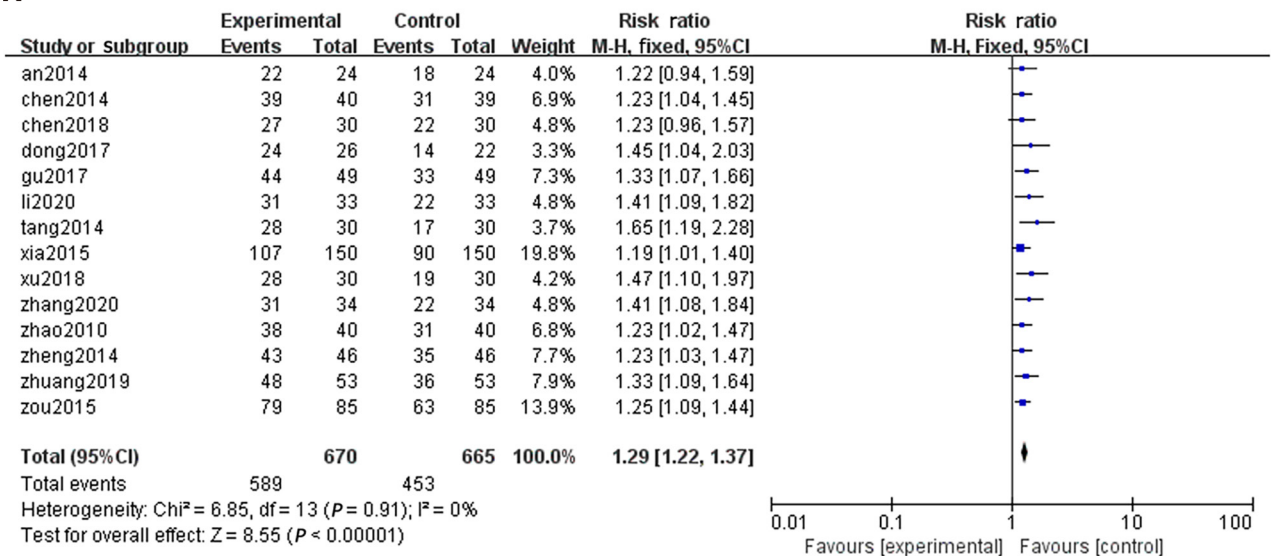 Experimental Control Risk ratio Risk ratio
Study or Subgroup Events Total Events Total Weight M-H, fixed, 95%CI M-H, Fixed, 95%CI
an2014 22 24 18 24 4.0% 1.22 [0.94, 1.59]
chen2014 39 40 31 39 6.9% 1.23 [1.04, 1.45]
chen2018 27 30 22 30 4.8% 1.23 [0.96, 1.57]
dong2017 24 26 14 22 3.3% 1.45 [1.04, 2.03]
gu2017 44 49 33 49 7.3% 1.33 [1.07, 1.66]
li2020 31 33 22 33 4.8% 1.41 [1.09, 1.82]
tang2014 28 30 17 30 3.7% 1.65 [1.19, 2.28]
xia2015 107 150 90 150 19.8% 1.19 [1.01, 1.40]
xu2018 28 30 19 30 4.2% 1.47 [1.10, 1.97]
zhang2020 31 34 22 34 4.8% 1.41 [1.08, 1.84]
zhao2010 38 40 31 40 6.8% 1.23 [1.02, 1.47]
zheng2014 43 46 35 46 7.7% 1.23 [1.03, 1.47]
zhuang2019 48 53 36 53 7.9% 1.33 [1.09, 1.64]
zou2015 79 85 63 85 13.9% 1.25 [1.09, 1.44]
Total (95%CI) 670 665 100.0% 1.29 [1.22, 1.37]
Total events 589 453
Heterogeneity: Chi² = 6.85, df = 13 (P = 0.91); I² = 0%
Test for overall effect: Z = 8.55 (P < 0.00001)
0.01 0.1 1 10 100
Favours [experimental] Favours [control]